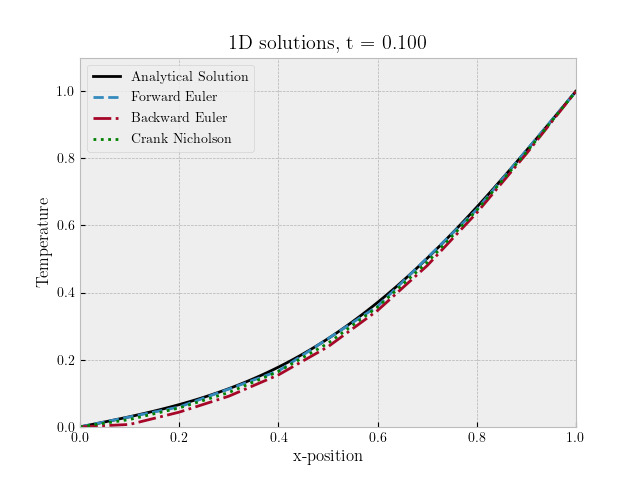 1D solutions, t = 0.100
Analytical Solution
Forward Euler
Backward Euler
Crank Nicholson
Temperature
1.0
0.8
0.6
0.4
0.2
0.0
0.0 0.2 0.4 0.6 0.8 1.0
x-position